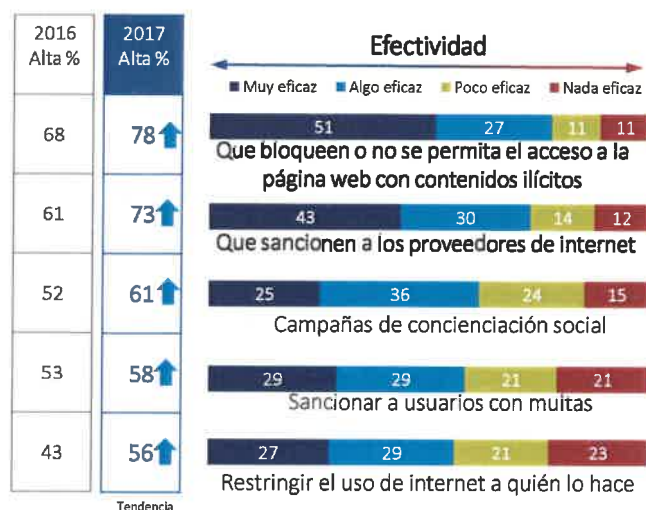 2016
Alta %
2017
Alta %
Efectividad
Muy eficaz Algo eficaz Poco eficaz Nada eficaz
68 78 51 27 11 11
Que bloqueen o no se permita el acceso a la
página web con contenidos ilícitos
61 73 43 30 14 12
Que sancionen a los proveedores de internet
52 61 25 36 24 15
Campañas de concienciación social
53 58 29 29 21 21
Sancionar a usuarios con multas
43 56 27 29 21 23
Restringir el uso de internet a quién lo hace
Tendencia